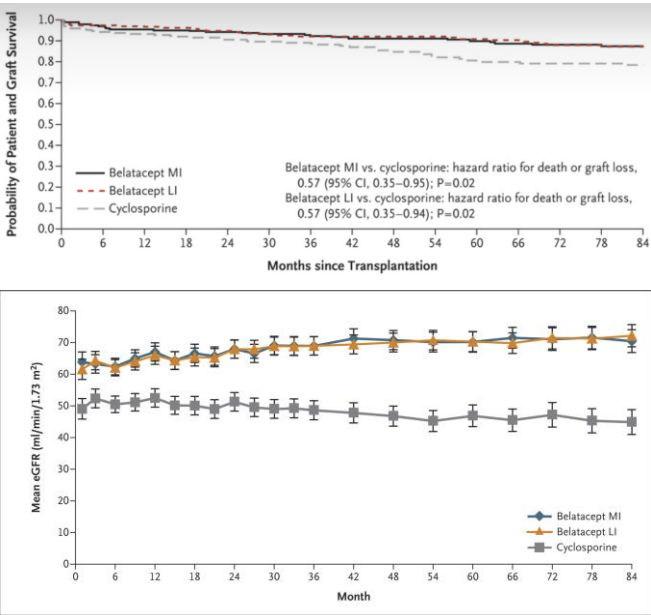 Probability of Patient and Graft Survival
1.0
0.9
0.8
0.7
0.6
0.5
0.4
0.3
0.2
0.1
0.0
Belatacept MI
Belatacept LI
Cyclosporine
Belatacept MI vs. cyclosporine: hazard ratio for death or graft loss,
0.57 (95% CI, 0.35–0.95); P=0.02
Belatacept LI vs. cyclosporine: hazard ratio for death or graft loss,
0.57 (95% CI, 0.35–0.94); P=0.02
0 6 12 18 24 30 36 42 48 54 60 66 72 78 84
Months since Transplantation
Mean eGFR (ml/min/1.73 m²)
80
70
60
50
40
30
20
10
0
Belatacept MI
Belatacept LI
Cyclosporine
0 6 12 18 24 30 36 42 48 54 60 66 72 78 84
Month